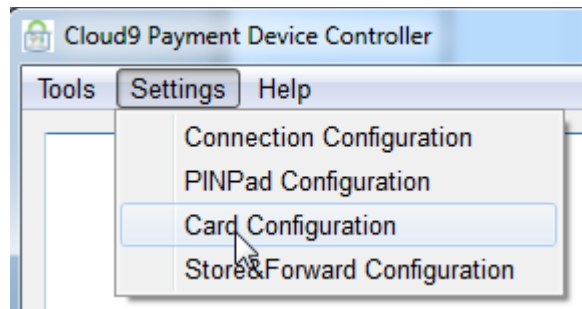 Cloud9 Payment Device Controller
Tools Settings Help
Connection Configuration
PINPad Configuration
Card Configuration
Store&Forward Configuration